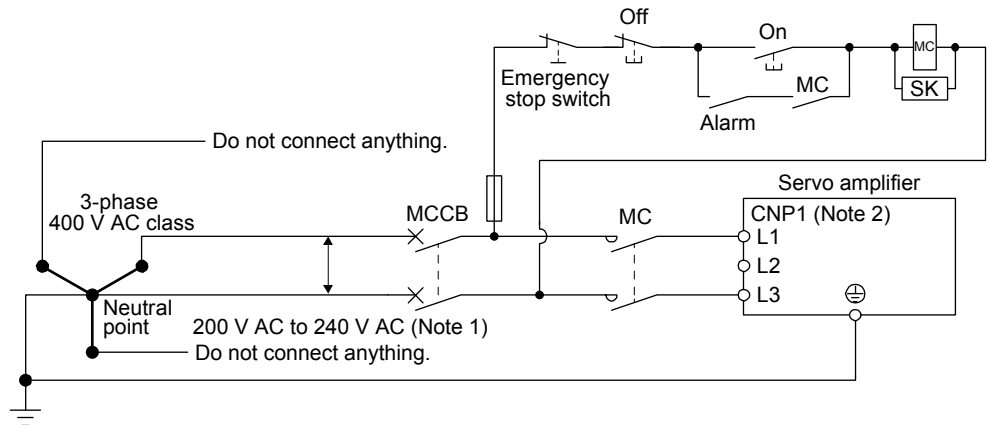 Off
On
MC
Emergency
stop switch
MC
SK
Alarm
Do not connect anything.
3-phase
400 V AC class
MCCB
MC
Servo amplifier
CNP1 (Note 2)
L1
L2
L3
Neutral
point
200 V AC to 240 V AC (Note 1)
Do not connect anything.